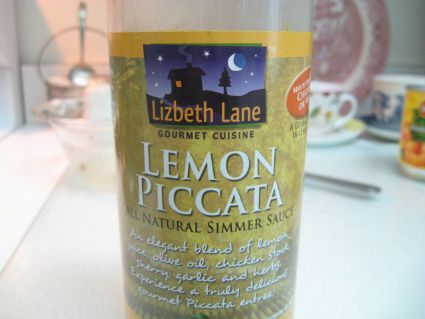 Lizbeth Lane
GOURMET CUISINE
LEMON
PICCATA
ALL NATURAL SIMMER SAUCE
An elegant blend of lemon
juice, olive oil, chicken stock
sherry, garlic and herbs.
Experience a truly delicious
gourmet Piccata entree!